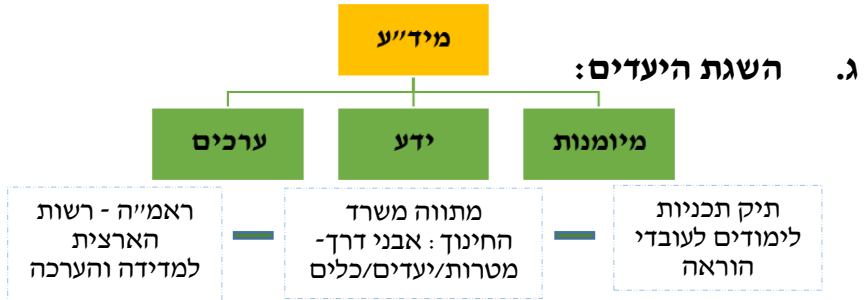 מיד״ע
ג. השגת היעדים:
מיומנות
ידע
ערכים
תיק תכניות
לימודים לעובדי
הוראה
מתווה משרד
החינוך: אבני דרך-
מטרות/יעדים/כלים
ראמ״ה - רשות
הארצית
למדידה והערכה